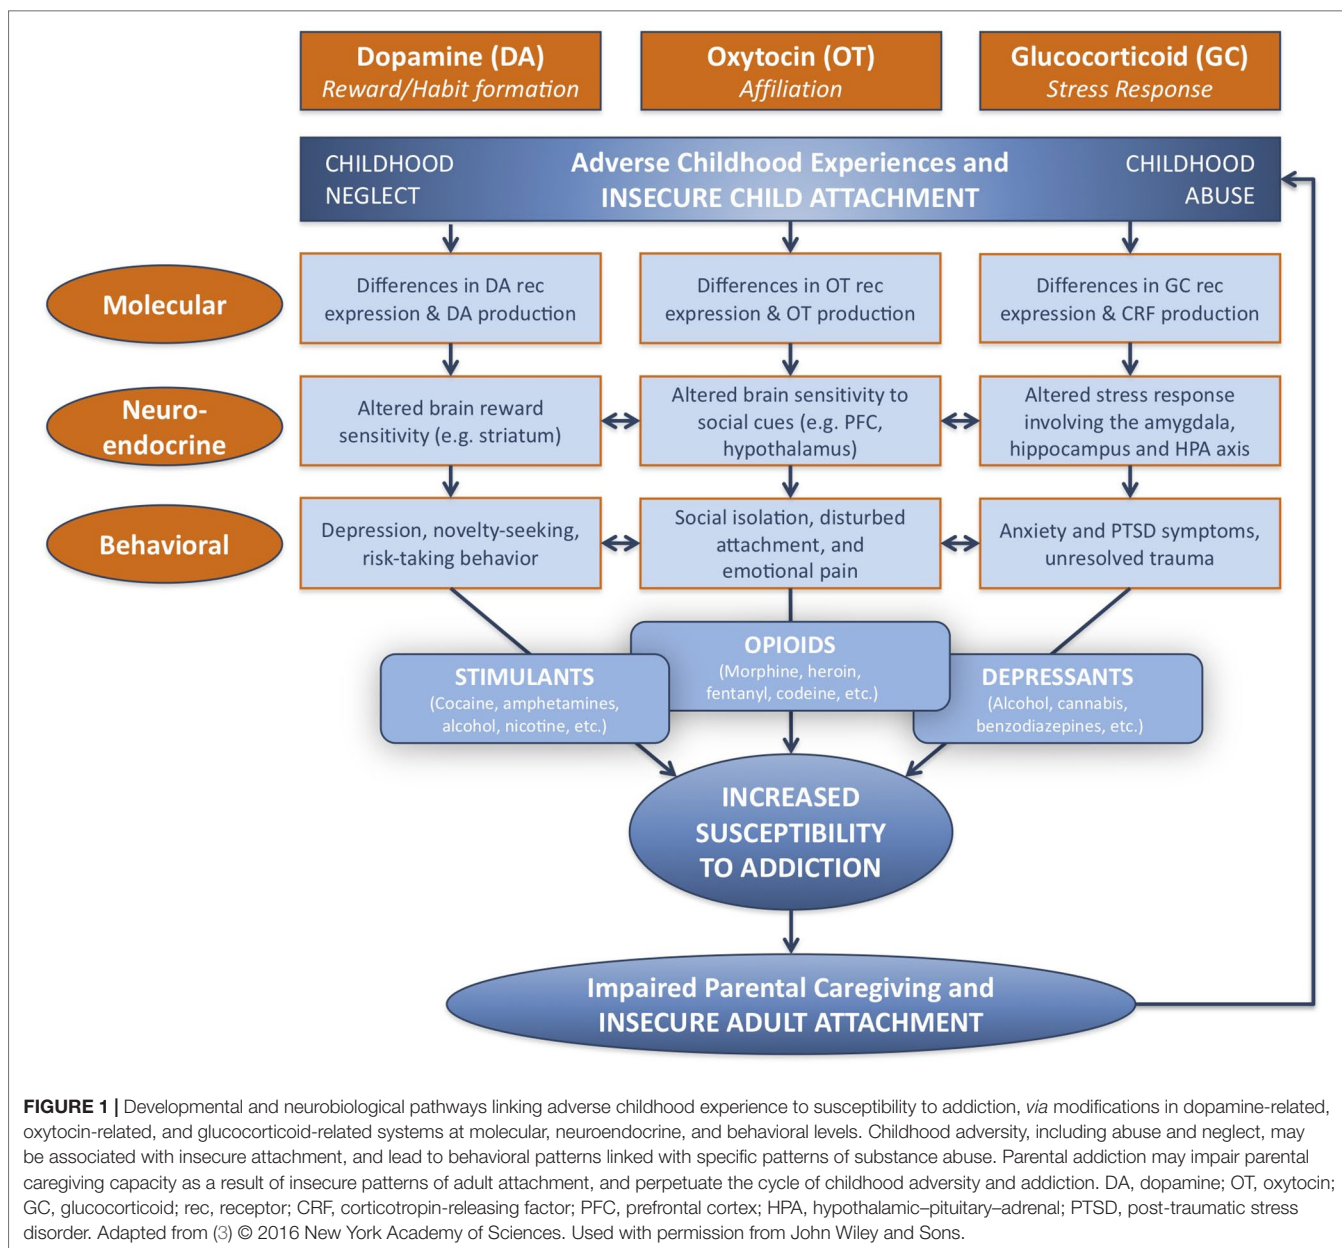 Dopamine (DA)
Reward/Habit formation
Oxytocin (OT)
Affiliation
Glucocorticoid (GC)
Stress Response
CHILDHOOD
NEGLECT
Adverse Childhood Experiences and
INSECURE CHILD ATTACHMENT
CHILDHOOD
ABUSE
Molecular
Differences in DA rec
expression & DA production
Differences in OT rec
expression & OT production
Differences in GC rec
expression & CRF production
Neuro-
endocrine
Altered brain reward
sensitivity (e.g. striatum)
Altered brain sensitivity to
social cues (e.g. PFC,
hypothalamus)
Altered stress response
involving the amygdala,
hippocampus and HPA axis
Behavioral
Depression, novelty-seeking,
risk-taking behavior
Social isolation, disturbed
attachment, and
emotional pain
Anxiety and PTSD symptoms,
unresolved trauma
STIMULANTS
(Cocaine, amphetamines,
alcohol, nicotine, etc.)
OPIOIDS
(Morphine, heroin,
fentanyl, codeine, etc.)
DEPRESSANTS
(Alcohol, cannabis,
benzodiazepines, etc.)
INCREASED
SUSCEPTIBILITY
TO ADDICTION
Impaired Parental Caregiving and
INSECURE ADULT ATTACHMENT
FIGURE 1 | Developmental and neurobiological pathways linking adverse childhood experience to susceptibility to addiction, via modifications in dopamine-related,
oxytocin-related, and glucocorticoid-related systems at molecular, neuroendocrine, and behavioral levels. Childhood adversity, including abuse and neglect, may
be associated with insecure attachment, and lead to behavioral patterns linked with specific patterns of substance abuse. Parental addiction may impair parental
caregiving capacity as a result of insecure patterns of adult attachment, and perpetuate the cycle of childhood adversity and addiction. DA, dopamine; OT, oxytocin;
GC, glucocorticoid; rec, receptor; CRF, corticotropin-releasing factor; PFC, prefrontal cortex; HPA, hypothalamic–pituitary–adrenal; PTSD, post-traumatic stress
disorder. Adapted from (3) © 2016 New York Academy of Sciences. Used with permission from John Wiley and Sons.